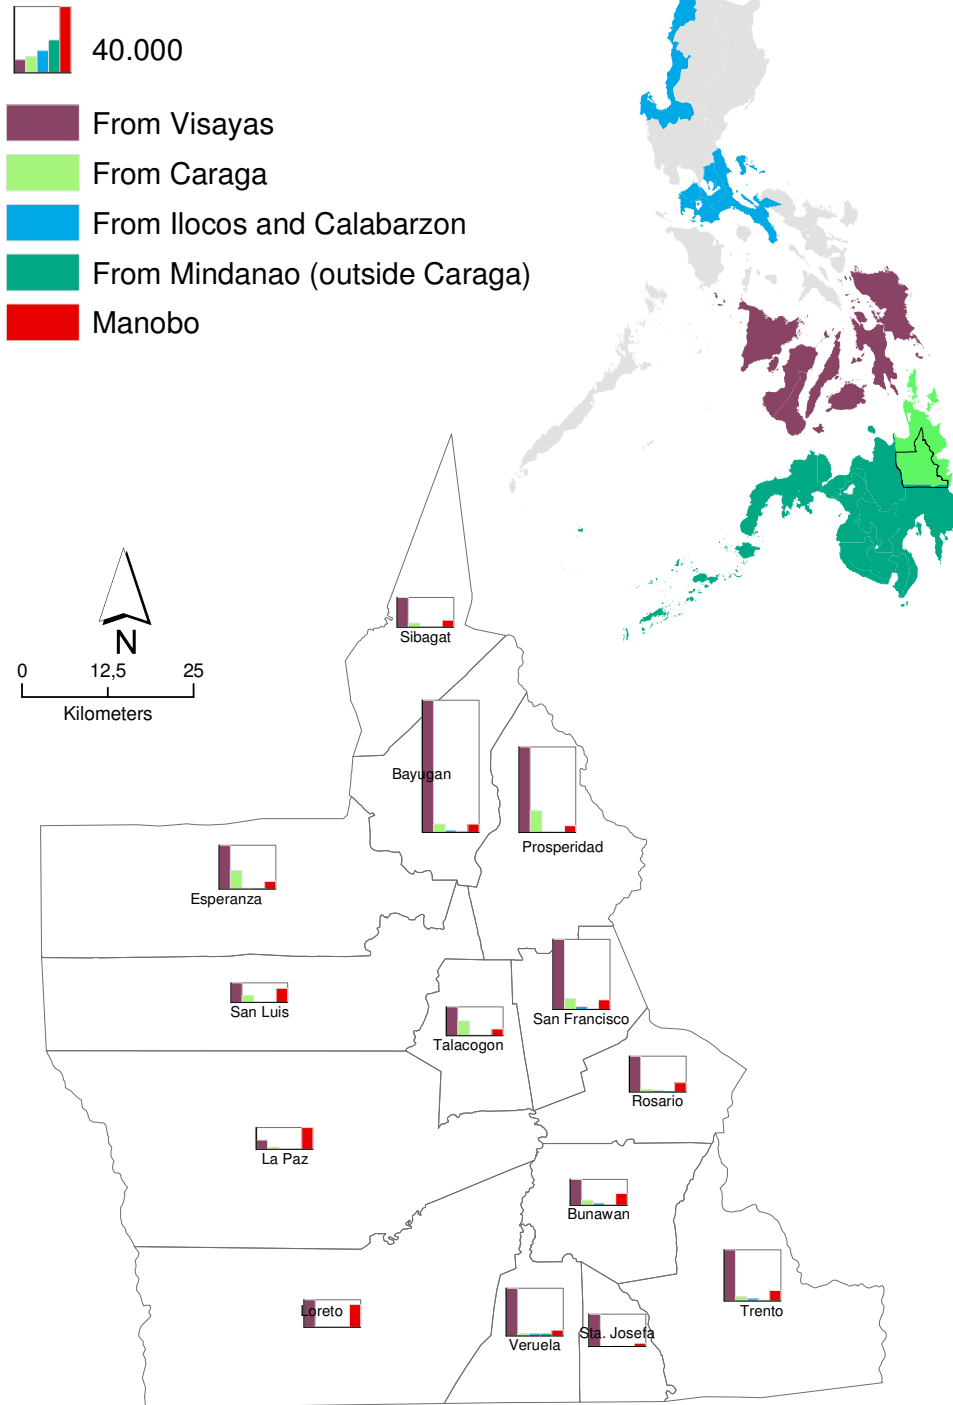 40.000
From Visayas
From Caraga
From Ilocos and Calabarzon
From Mindanao (outside Caraga)
Manobo
N
0 12,5 25
Kilometers
Sibagat
Bayugan
Prosperidad
Esperanza
San Luis
San Francisco
Talacogon
Rosario
La Paz
Bunawan
Loreto
Trento
Sta. Josefa
Veruela